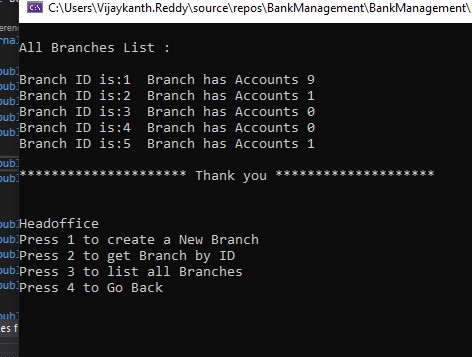 C:\Users\Vijaykanth.Reddy\source\repos\BankManagement\BankManagement\
All Branches List :
Branch ID is:1  Branch has Accounts 9
Branch ID is:2  Branch has Accounts 1
Branch ID is:3  Branch has Accounts 0
Branch ID is:4  Branch has Accounts 0
Branch ID is:5  Branch has Accounts 1
********************* Thank you ********************
Headoffice
Press 1 to create a New Branch
Press 2 to get Branch by ID
Press 3 to list all Branches
Press 4 to Go Back